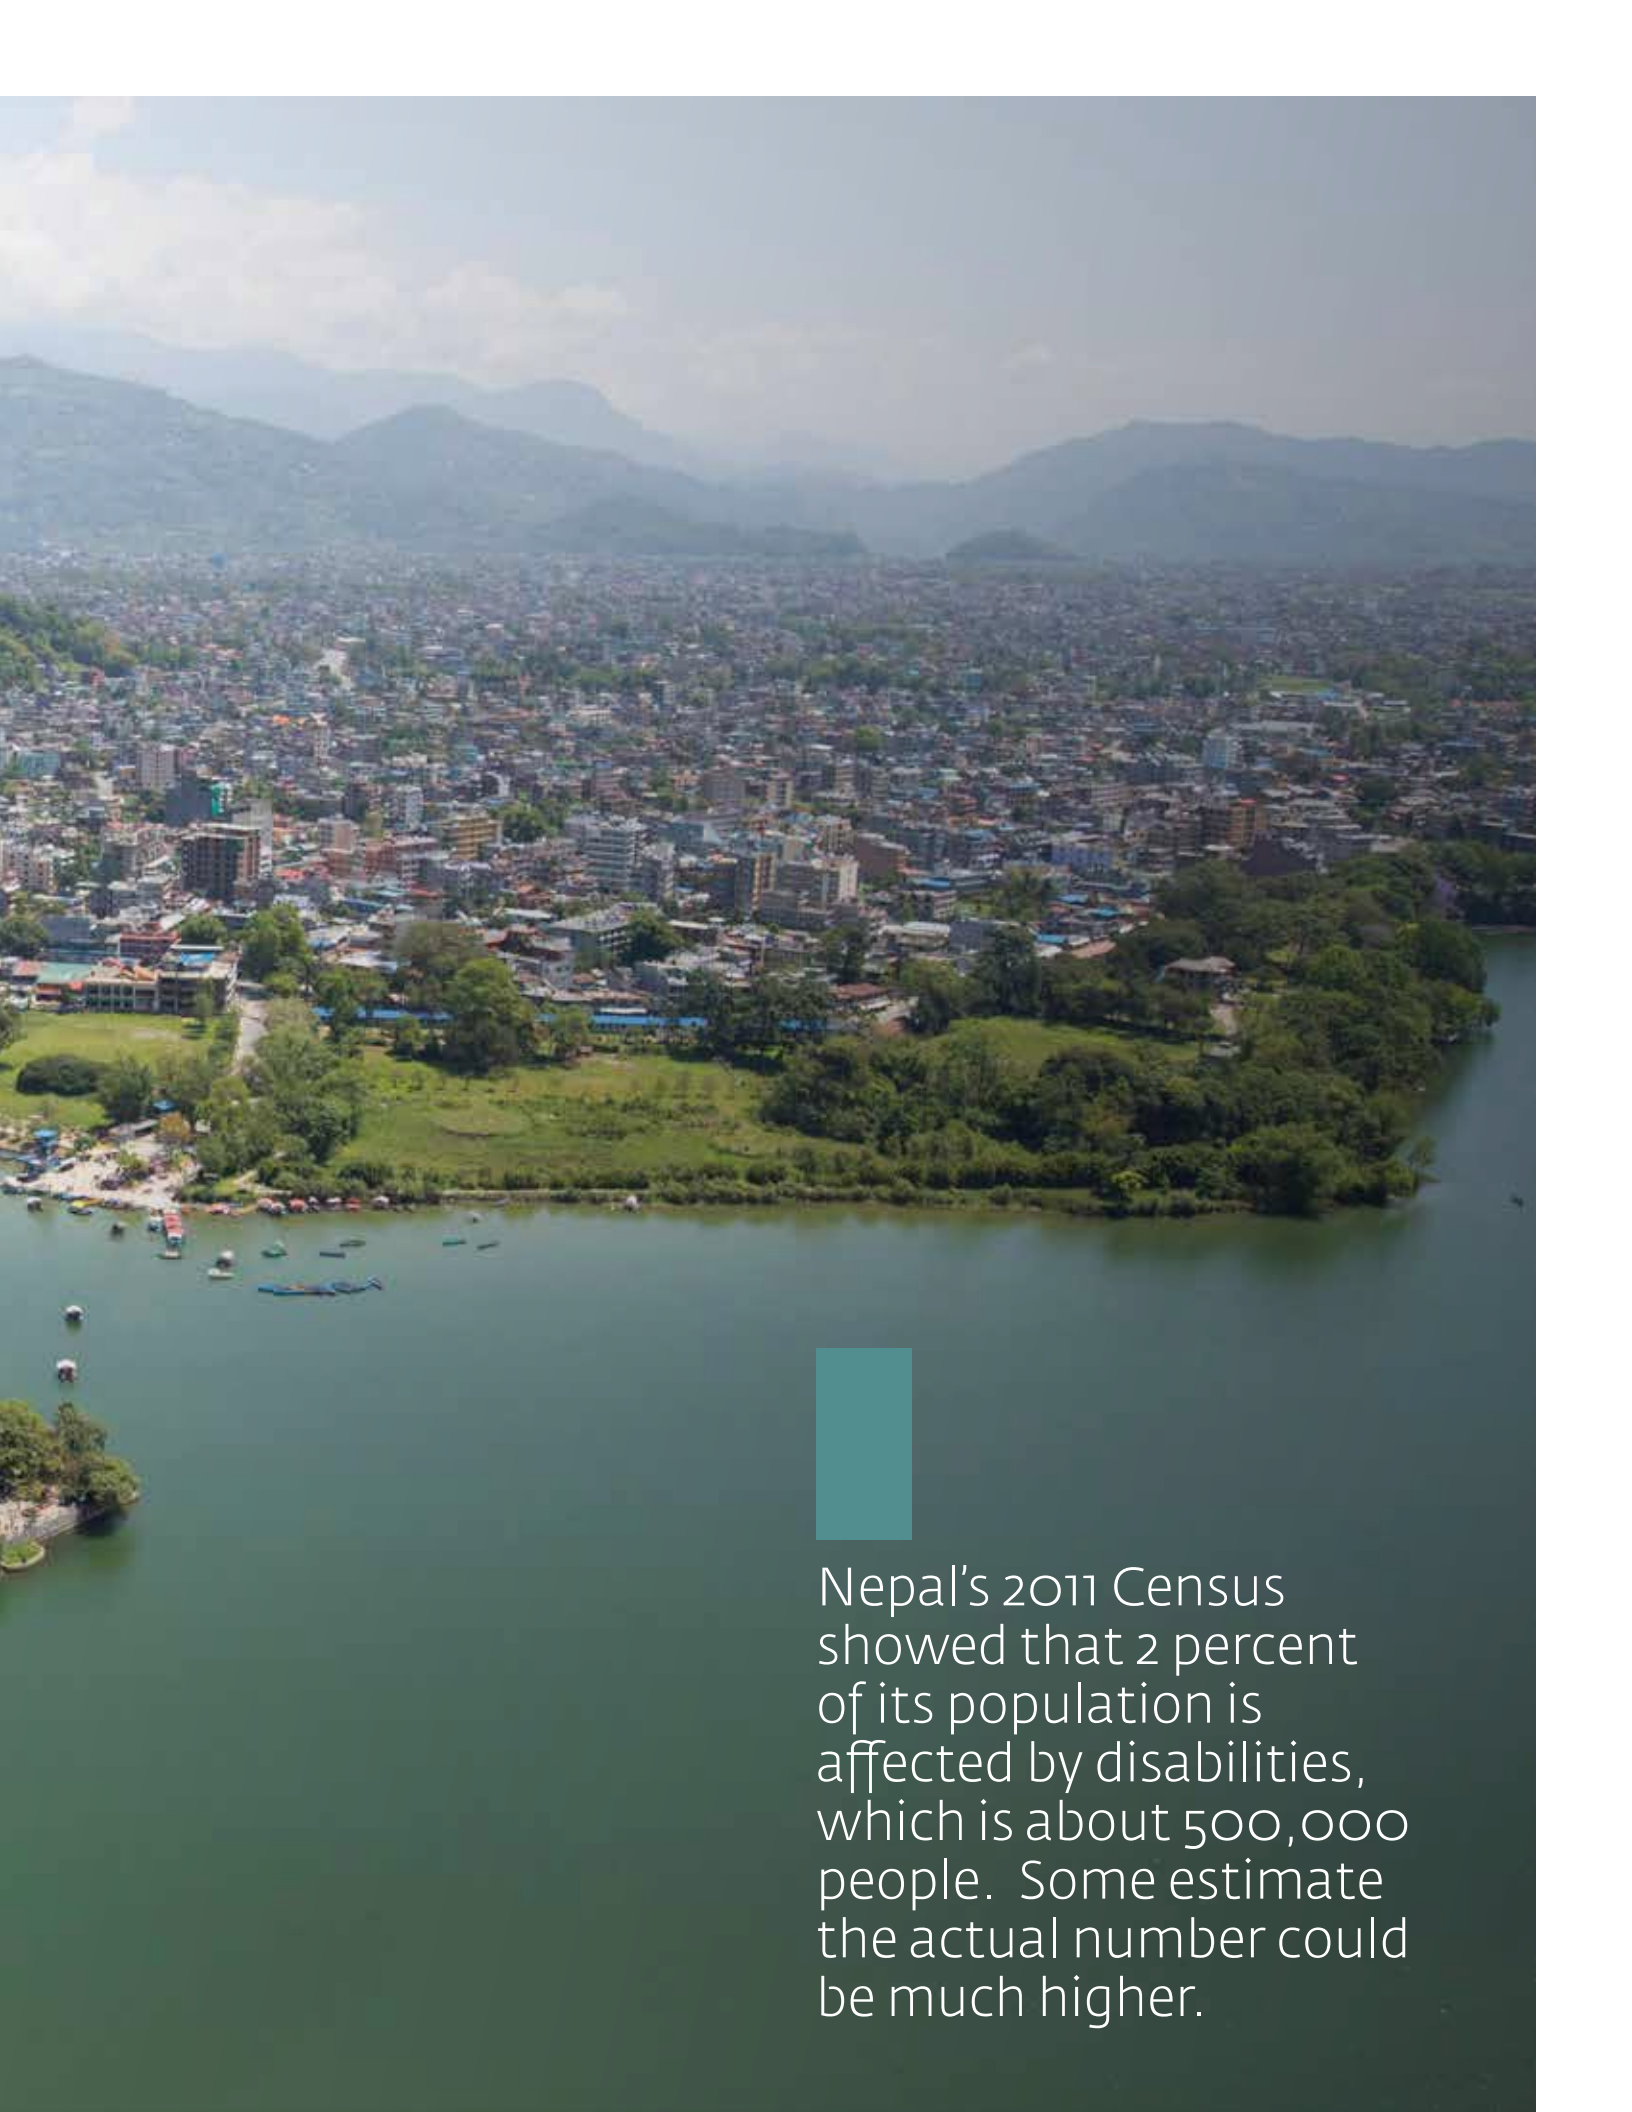 Nepal’s 2011 Census
showed that 2 percent
of its population is
affected by disabilities,
which is about 500,000
people.  Some estimate
the actual number could
be much higher.